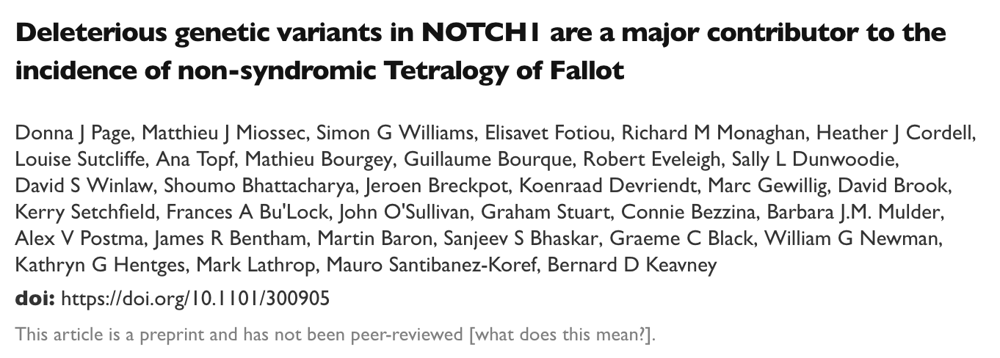 Deleterious genetic variants in NOTCH1 are a major contributor to the
incidence of non-syndromic Tetralogy of Fallot
Donna J Page, Matthieu J Miossec, Simon G Williams, Elisavet Fotiou, Richard M Monaghan, Heather J Cordell,
Louise Sutcliffe, Ana Topf, Mathieu Bourgey, Guillaume Bourque, Robert Eveleigh, Sally L Dunwoodie,
David S Winlaw, Shoumo Bhattacharya, Jeroen Breckpot, Koenraad Devriendt, Marc Gewillig, David Brook,
Kerry Setchfield, Frances A Bu'Lock, John O'Sullivan, Graham Stuart, Connie Bezzina, Barbara J.M. Mulder,
Alex V Postma, James R Bentham, Martin Baron, Sanjeev S Bhaskar, Graeme C Black, William G Newman,
Kathryn G Hentges, Mark Lathrop, Mauro Santibanez-Koref, Bernard D Keavney
doi: https://doi.org/10.1101/300905
This article is a preprint and has not been peer-reviewed [what does this mean?].